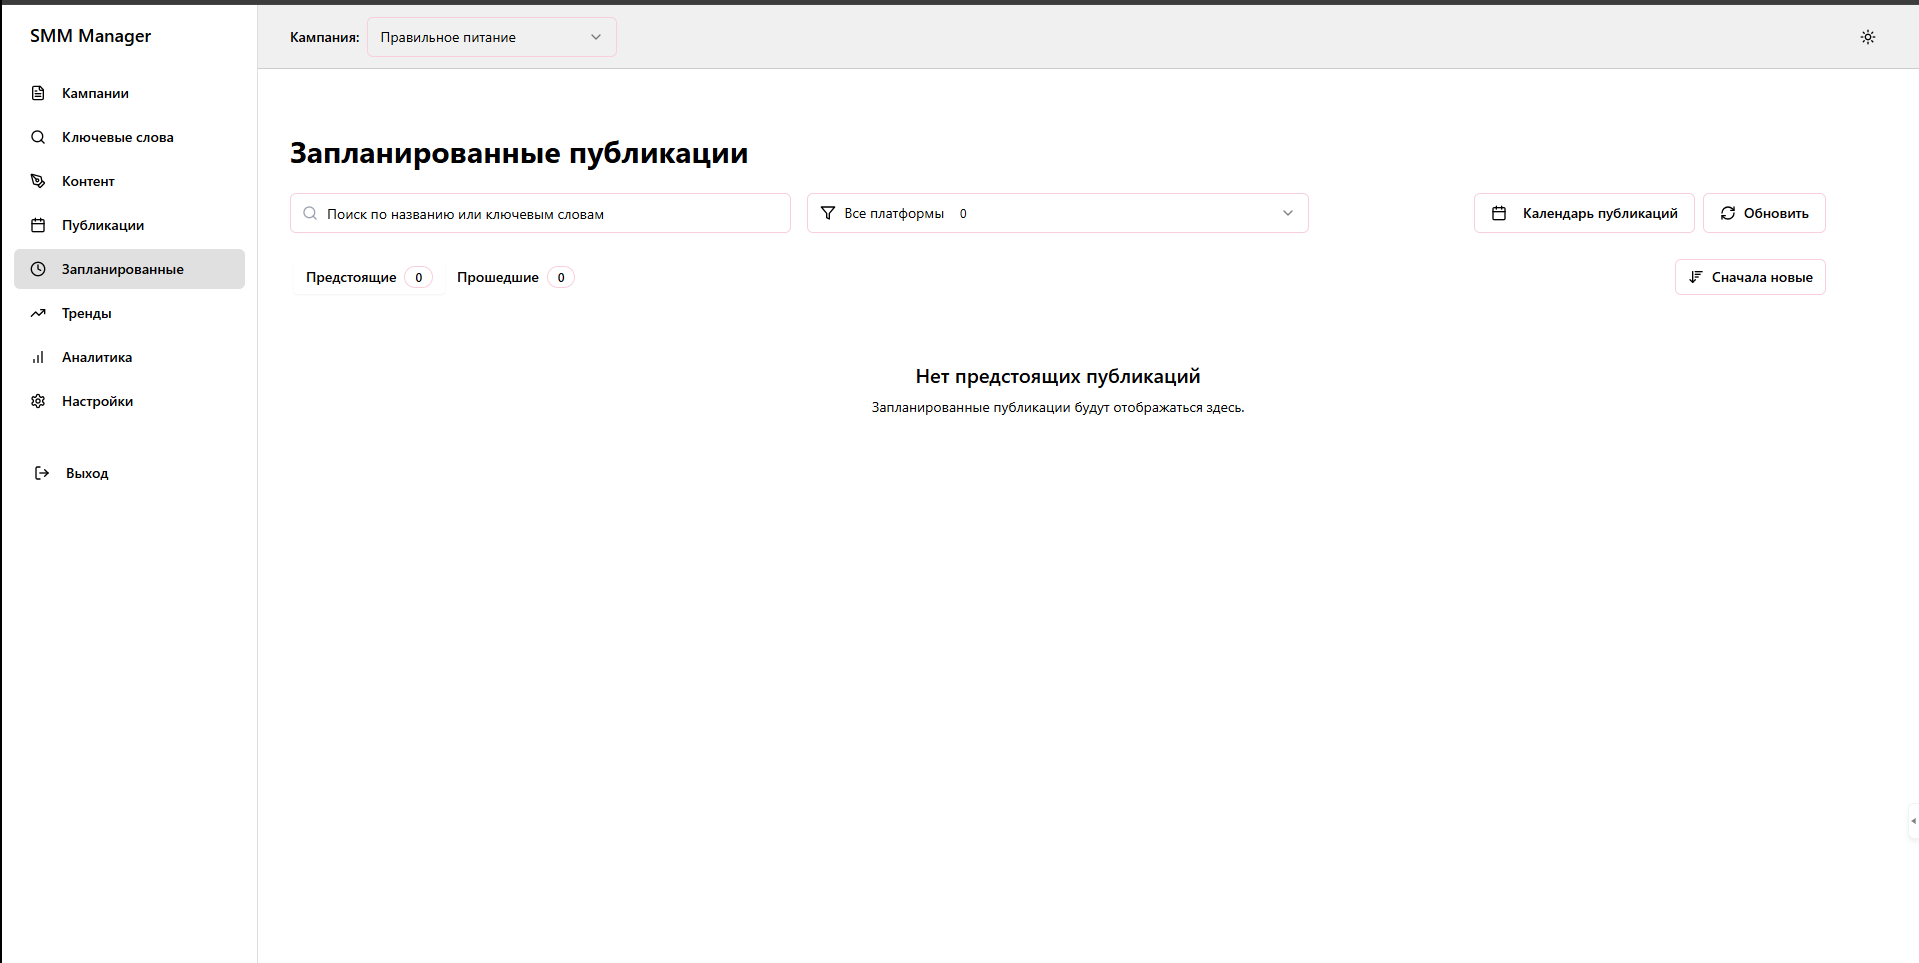 SMM Manager
Кампания: Правильное питание
Кампании
Ключевые слова
Контент
Публикации
Запланированные
Тренды
Аналитика
Настройки
Выход
Запланированные публикации
Поиск по названию или ключевым словам
Все платформы 0
Календарь публикаций
Обновить
Предстоящие 0
Прошедшие 0
Сначала новые
Нет предстоящих публикаций
Запланированные публикации будут отображаться здесь.